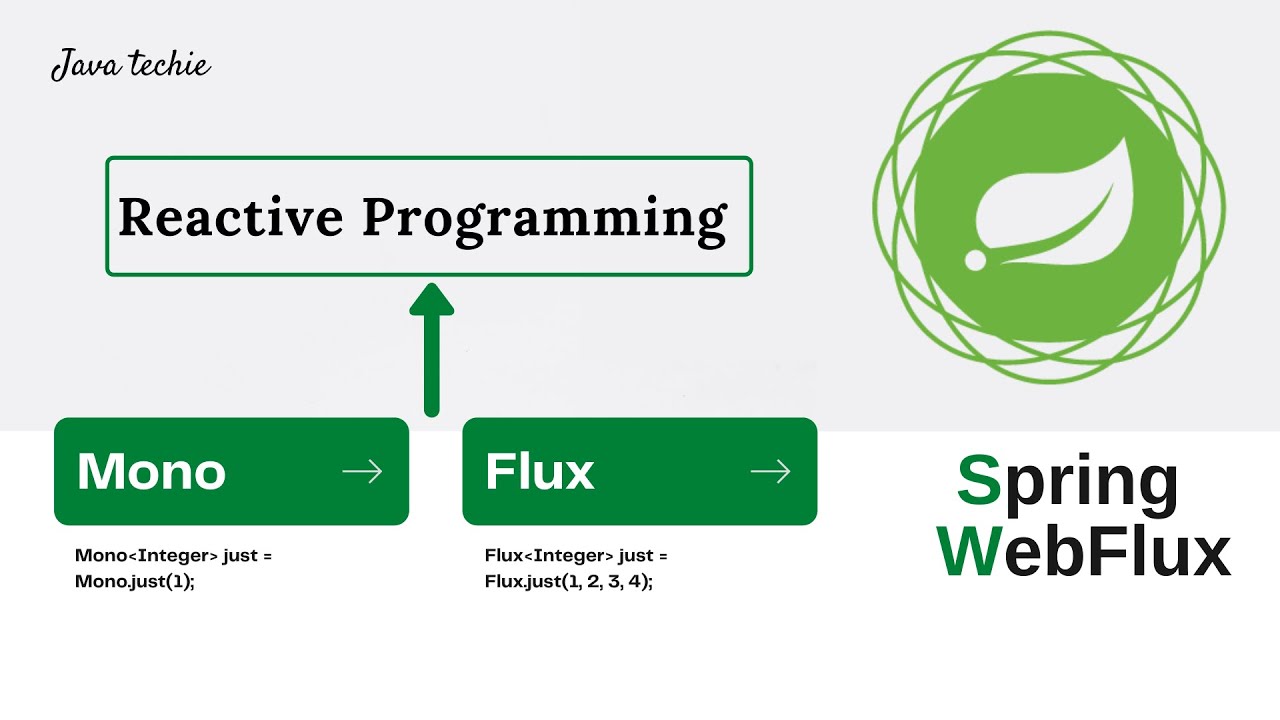 Java techie
Reactive Programming
Mono
Flux
Mono<Integer> just =
Mono.just(1);
Flux<Integer> just =
Flux.just(1, 2, 3, 4);
Spring
WebFlux